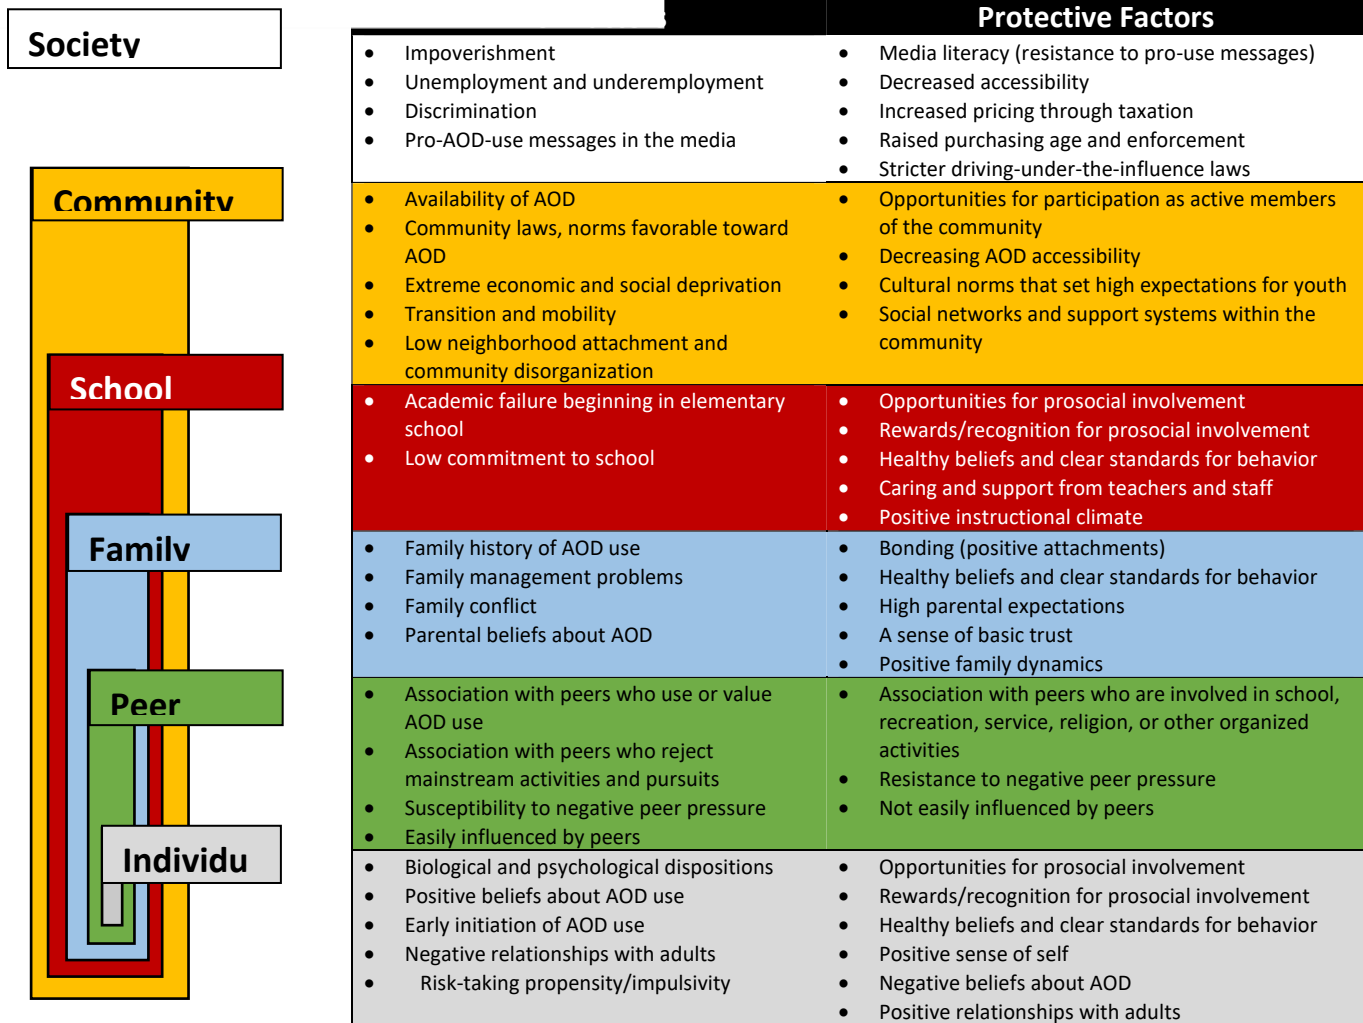 Protective Factors
Society
• Impoverishment
• Unemployment and underemployment
• Discrimination
• Pro-AOD-use messages in the media
• Media literacy (resistance to pro-use messages)
• Decreased accessibility
• Increased pricing through taxation
• Raised purchasing age and enforcement
• Stricter driving-under-the-influence laws
Community
• Availability of AOD
• Community laws, norms favorable toward
AOD
• Extreme economic and social deprivation
• Transition and mobility
• Low neighborhood attachment and
community disorganization
• Opportunities for participation as active members
of the community
• Decreasing AOD accessibility
• Cultural norms that set high expectations for youth
• Social networks and support systems within the
community
School
• Academic failure beginning in elementary
school
• Low commitment to school
• Opportunities for prosocial involvement
• Rewards/recognition for prosocial involvement
• Healthy beliefs and clear standards for behavior
• Caring and support from teachers and staff
• Positive instructional climate
Family
• Family history of AOD use
• Family management problems
• Family conflict
• Parental beliefs about AOD
• Bonding (positive attachments)
• Healthy beliefs and clear standards for behavior
• High parental expectations
• A sense of basic trust
• Positive family dynamics
Peer
• Association with peers who use or value
AOD use
• Association with peers who reject
mainstream activities and pursuits
• Susceptibility to negative peer pressure
• Easily influenced by peers
• Association with peers who are involved in school,
recreation, service, religion, or other organized
activities
• Resistance to negative peer pressure
• Not easily influenced by peers
Individu
• Biological and psychological dispositions
• Positive beliefs about AOD use
• Early initiation of AOD use
• Negative relationships with adults
• Risk-taking propensity/impulsivity
• Opportunities for prosocial involvement
• Rewards/recognition for prosocial involvement
• Healthy beliefs and clear standards for behavior
• Positive sense of self
• Negative beliefs about AOD
• Positive relationships with adults